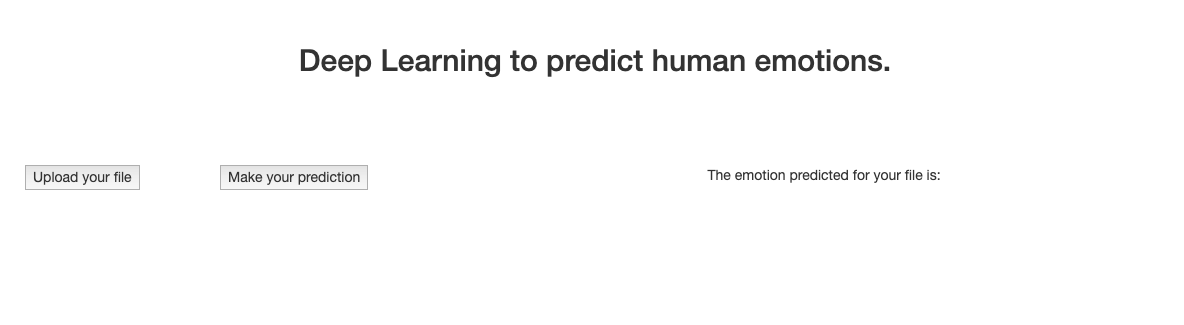 Deep Learning to predict human emotions.
Upload your file
Make your prediction
The emotion predicted for your file is: